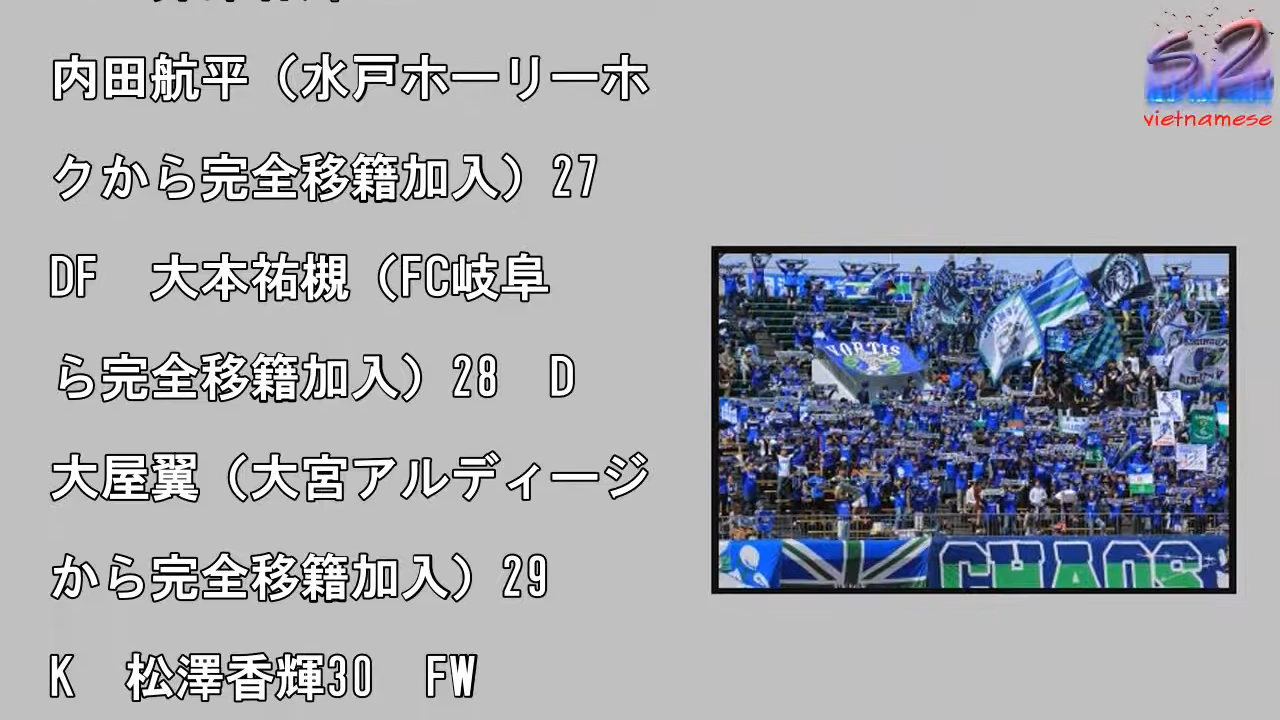 内田航平（水戸ホーリーホ
クから完全移籍加入）27
DF　大本祐槻（FC岐阜
ら完全移籍加入）28　D
大屋翼（大宮アルディージ
から完全移籍加入）29
K　松澤香輝30　FW
S2
vietnamese
VORTIS
CHAOS